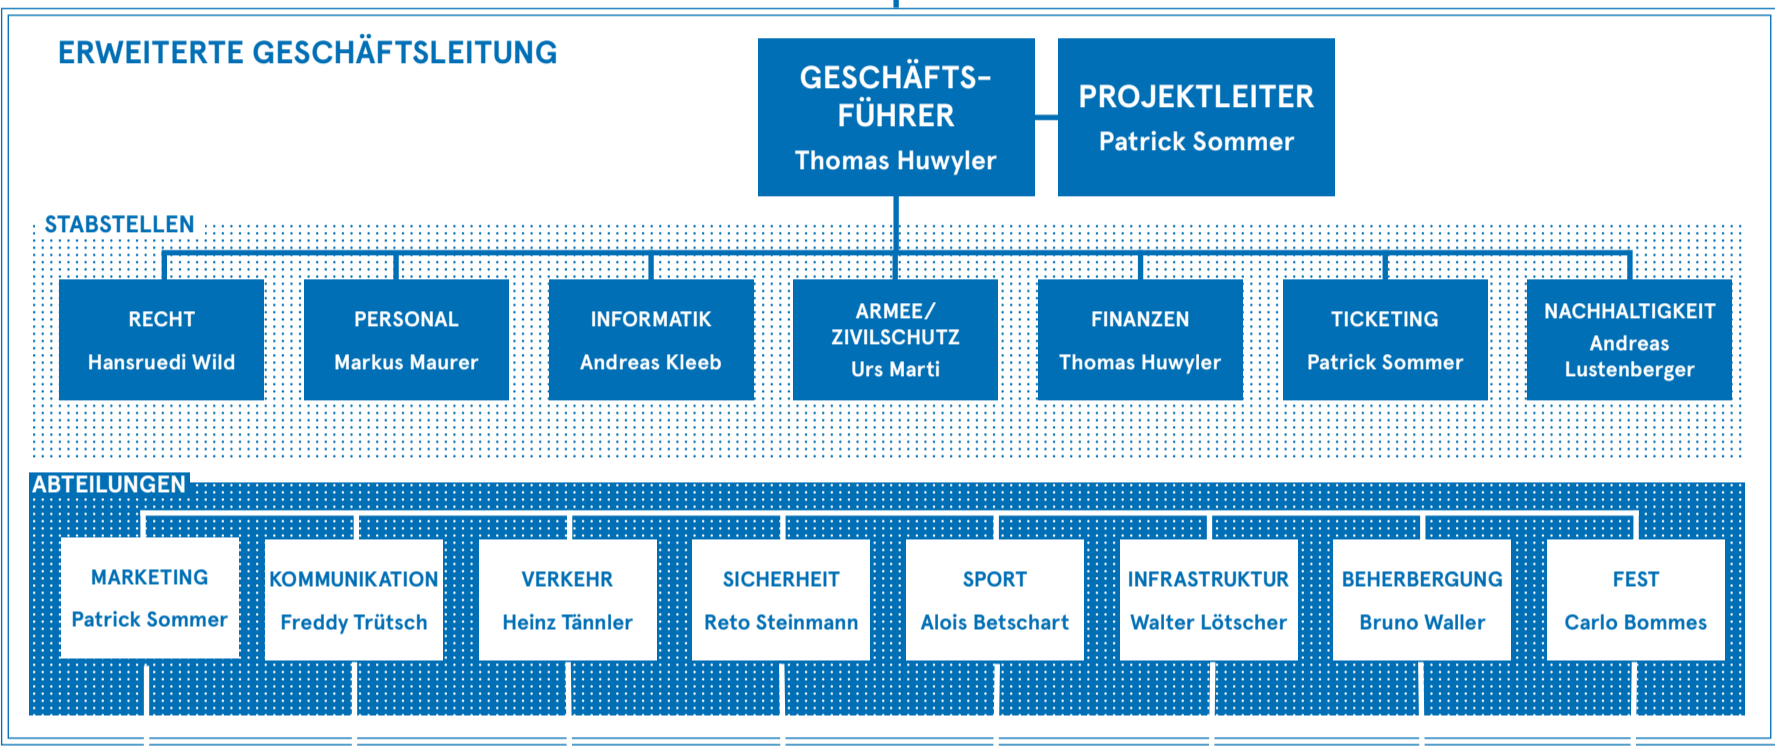 ERWEITERTE GESCHÄFTSLEITUNG
GESCHÄFTS-
FÜHRER
Thomas Huwyler
PROJEKTLEITER
Patrick Sommer
STABSTELLEN
RECHT
Hansruedi Wild
PERSONAL
Markus Maurer
INFORMATIK
Andreas Kleeb
ARMEE/
ZIVILSCHUTZ
Urs Marti
FINANZEN
Thomas Huwyler
TICKETING
Patrick Sommer
NACHHALTIGKEIT
Andreas
Lustenberger
ABTEILUNGEN
MARKETING
Patrick Sommer
KOMMUNIKATION
Freddy Trütsch
VERKEHR
Heinz Tännler
SICHERHEIT
Reto Steinmann
SPORT
Alois Betschart
INFRASTRUKTUR
Walter Lötscher
BEHERBERGUNG
Bruno Waller
FEST
Carlo Bommes